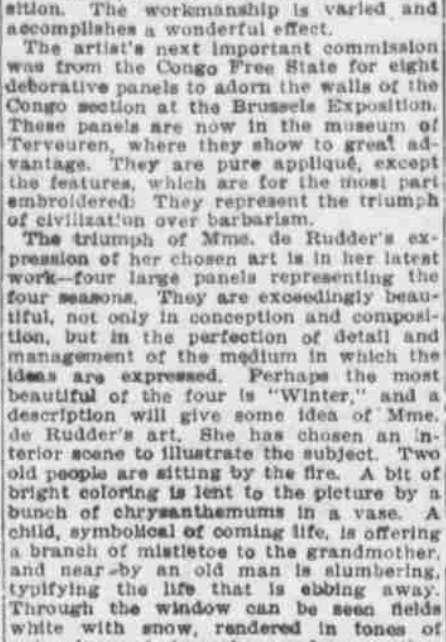 sition. The workmanship is varied and
accomplishes a wonderful effect.
The artist's next important commission
was from the Congo Free State for eight
decorative panels to adorn the walls of the
Congo section at the Brussels Exposition.
These panels are now in the museum of
Terveuren, where they show to great ad-
vantage. They are pure appliqué, except
the features, which are for the most part
embroidered: They represent the triumph
of civilization over barbarism.
The triumph of Mme. de Rudder's ex-
pression of her chosen art is in her latest
work—four large panels representing the
four seasons. They are exceedingly beau-
tiful, not only in conception and composi-
tion, but in the perfection of detail and
management of the medium in which the
ideas are expressed. Perhaps the most
beautiful of the four is "Winter," and a
description will give some idea of Mme.
de Rudder's art. She has chosen an in-
terior scene to illustrate the subject. Two
old people are sitting by the fire. A bit of
bright coloring is lent to the picture by a
bunch of chrysanthemums in a vase. A
child, symbolical of coming life, is offering
a branch of mistletoe to the grandmother,
and near-by an old man is slumbering,
typifying the life that is ebbing away.
Through the window can be seen fields
white with snow, rendered in tones of